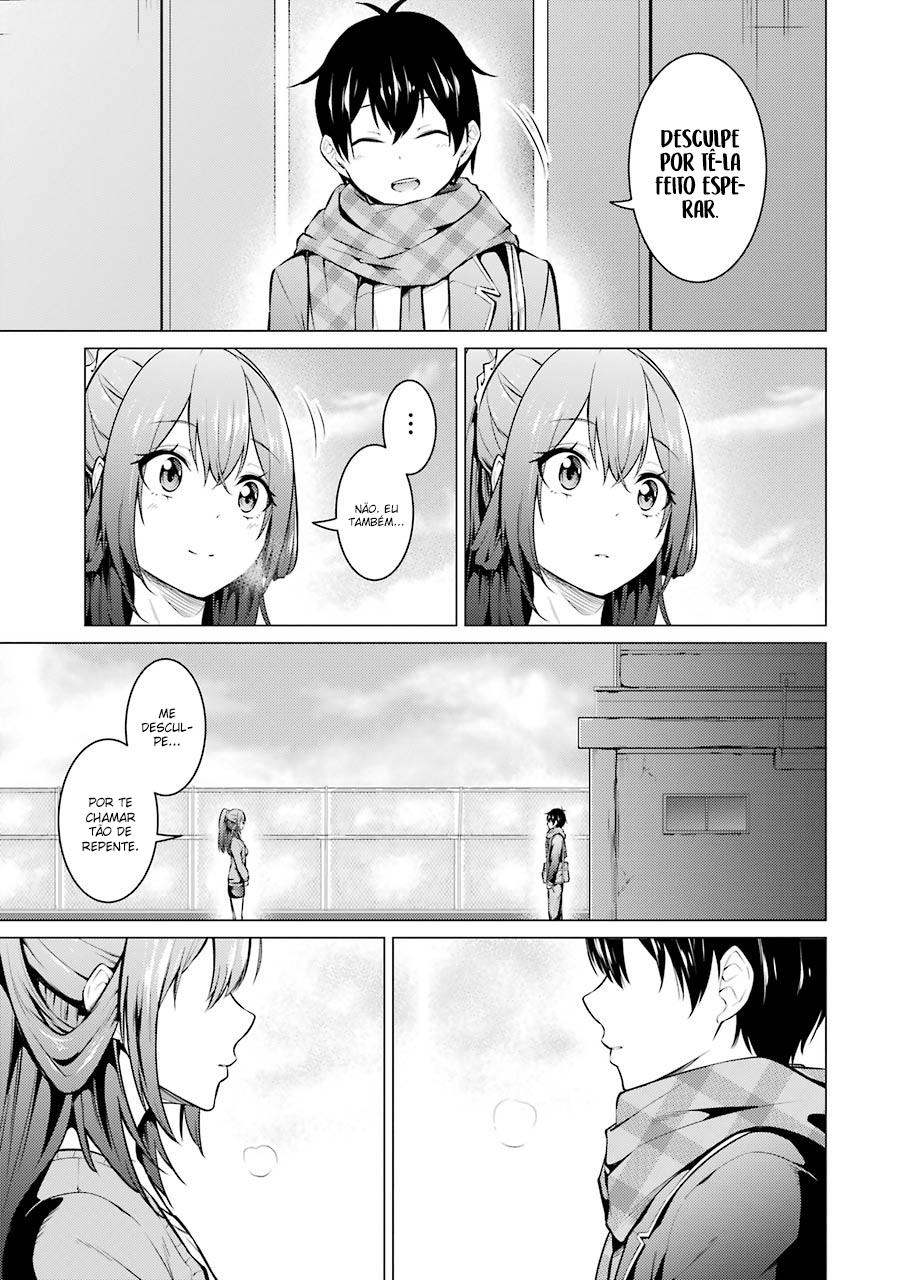 DESCULPE
POR TÊ-LA
FEITO ESPE-
RAR.
...
NÃO. EU
TAMBÉM...
ME
DESCUL-
PE...
POR TE
CHAMAR
TÃO DE
REPENTE.